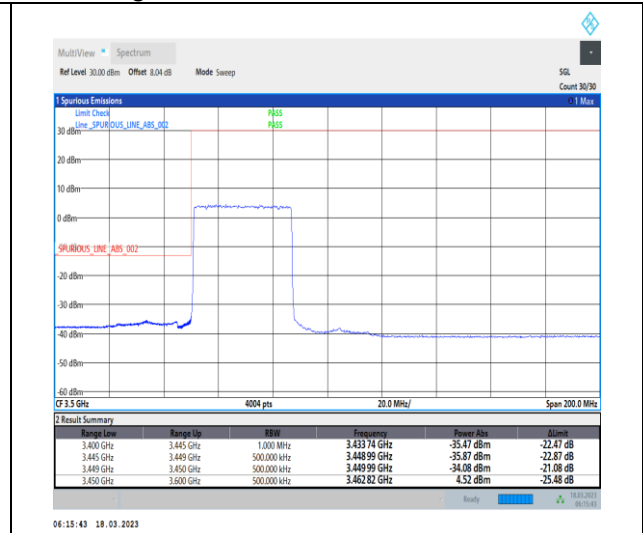 MultiView Spectrum
Ref Level 30.00 dBm Offset 8.04 dB Mode Sweep SGL
Count 30/30
1 Spurious Emissions 1 Max
Limit Check PASS
Line _SPURIOUS_LINE_ABS_002 PASS
30 dBm
20 dBm
10 dBm
0 dBm
_SPURIOUS_LINE_ABS_002
-20 dBm
-30 dBm
-40 dBm
-50 dBm
-60 dBm
CF 3.5 GHz 4004 pts 20.0 MHz/ Span 200.0 MHz
2 Result Summary
Range Low Range Up RBW Frequency Power Abs ΔLimit
3.400 GHz 3.445 GHz 1.000 MHz 3.433 74 GHz -35.47 dBm -22.47 dB
3.445 GHz 3.449 GHz 500.000 kHz 3.448 99 GHz -35.87 dBm -22.87 dB
3.449 GHz 3.450 GHz 500.000 kHz 3.449 99 GHz -34.08 dBm -21.08 dB
3.450 GHz 3.600 GHz 500.000 kHz 3.462 82 GHz 4.52 dBm -25.48 dB
Ready 18.03.2023
06:15:43
06:15:43 18.03.2023